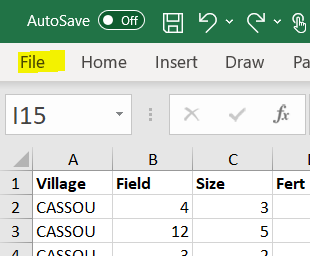 AutoSave Off
File Home Insert Draw Pa
I15
A B C
1 Village Field Size Fert
2 CASSOU 4 3
3 CASSOU 12 5
4 CASSOU 3 2